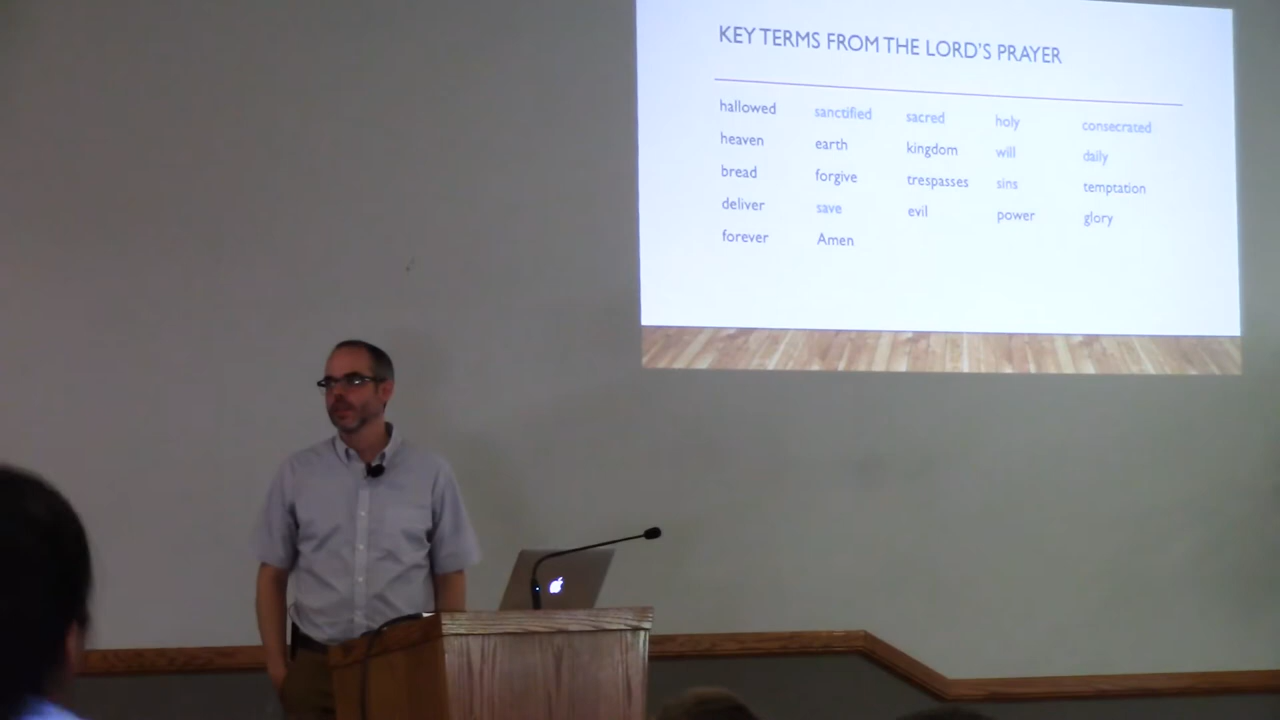 KEY TERMS FROM THE LORD'S PRAYER
hallowed sanctified sacred holy consecrated
heaven earth kingdom will daily
bread forgive trespasses sins temptation
deliver save evil power glory
forever Amen